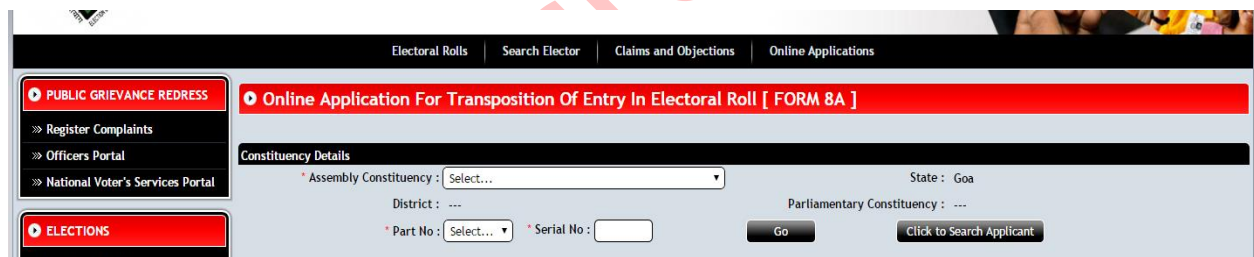 Electoral Rolls Search Elector Claims and Objections Online Applications
PUBLIC GRIEVANCE REDRESS
Register Complaints
Officers Portal
National Voter's Services Portal
ELECTIONS
Online Application For Transposition Of Entry In Electoral Roll [ FORM 8A ]
Constituency Details
* Assembly Constituency : Select... State : Goa
District : --- Parliamentary Constituency : ---
* Part No : Select... * Serial No : Go Click to Search Applicant